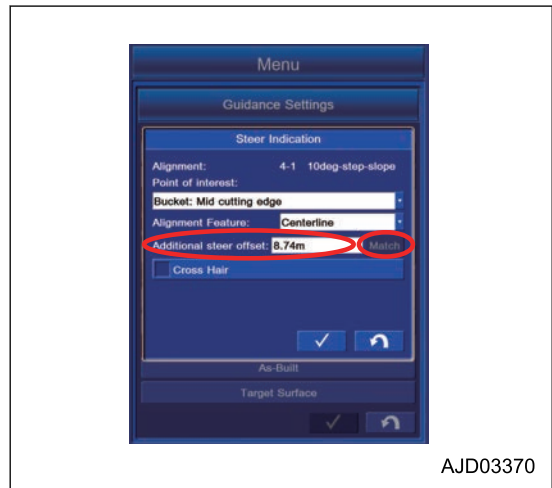 Menu
Guidance Settings
Steer Indication
Alignment: 4-1 10deg-step-slope
Point of interest:
Bucket: Mid cutting edge
Alignment Feature: Centerline
Additional steer offset: 8.74m Match
Cross Hair
As-Built
Target Surface
AJD03370